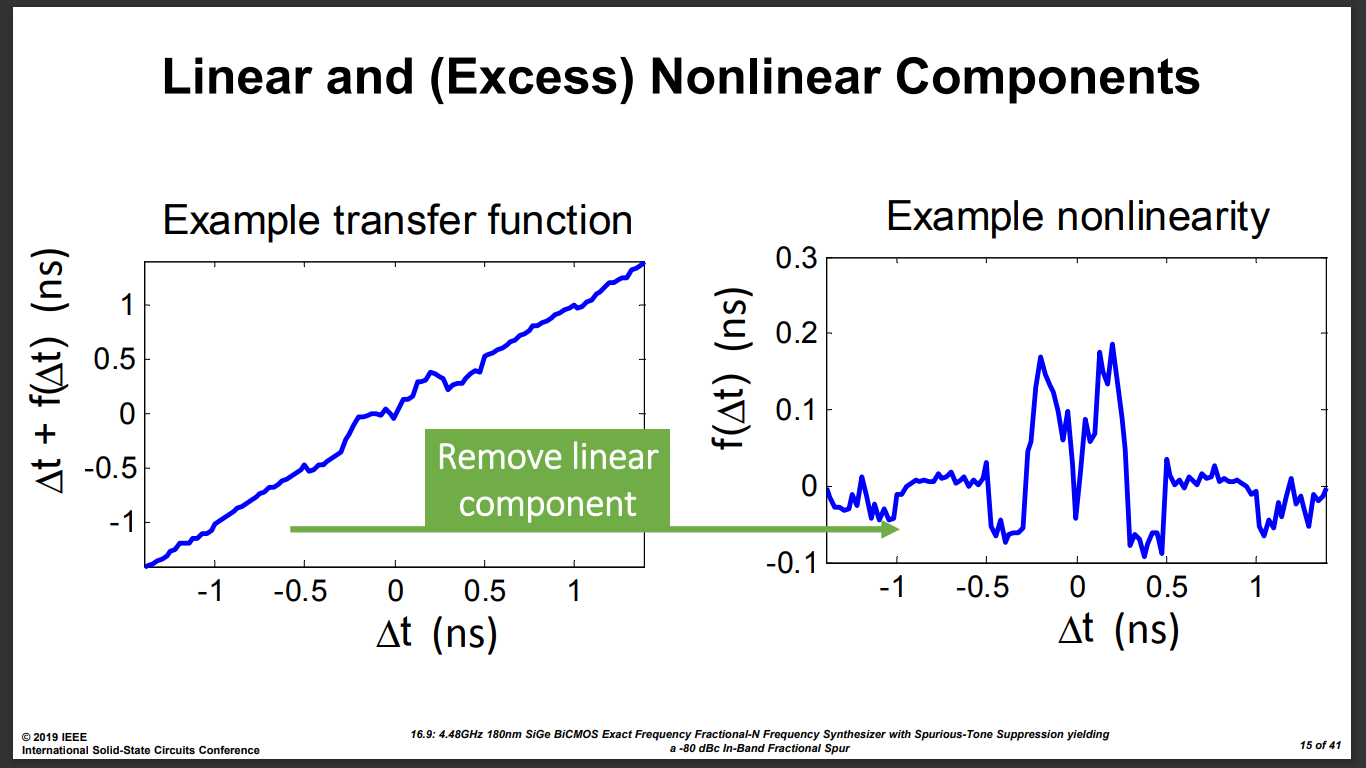 Linear and (Excess) Nonlinear Components
Example transfer function
Δt + f(Δt) (ns)
1
0.5
0
-0.5
-1
-1
-0.5
0
0.5
1
Δt (ns)
Remove linear
component
Example nonlinearity
f(Δt) (ns)
0.3
0.2
0.1
0
-0.1
-1
-0.5
0
0.5
1
Δt (ns)
© 2019 IEEE
International Solid-State Circuits Conference
16.9: 4.48GHz 180nm SiGe BiCMOS Exact Frequency Fractional-N Frequency Synthesizer with Spurious-Tone Suppression yielding
a -80 dBc In-Band Fractional Spur
15 of 41